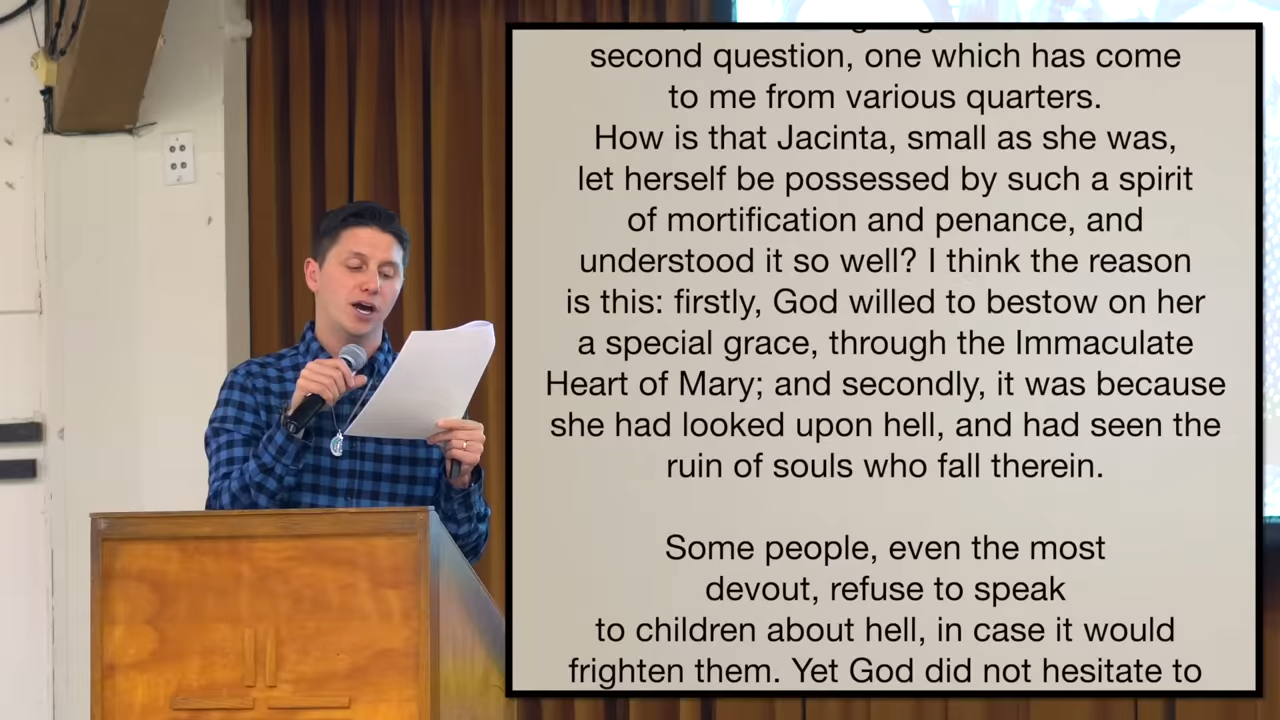 second question, one which has come
to me from various quarters.
How is that Jacinta, small as she was,
let herself be possessed by such a spirit
of mortification and penance, and
understood it so well? I think the reason
is this: firstly, God willed to bestow on her
a special grace, through the Immaculate
Heart of Mary; and secondly, it was because
she had looked upon hell, and had seen the
ruin of souls who fall therein.
Some people, even the most
devout, refuse to speak
to children about hell, in case it would
frighten them. Yet God did not hesitate to